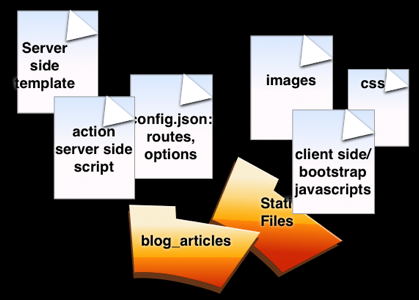 Server
side
template
action
server side
script
config.json:
routes,
options
images
css
client side/
bootstrap
javascripts
Stati
Files
blog_articles